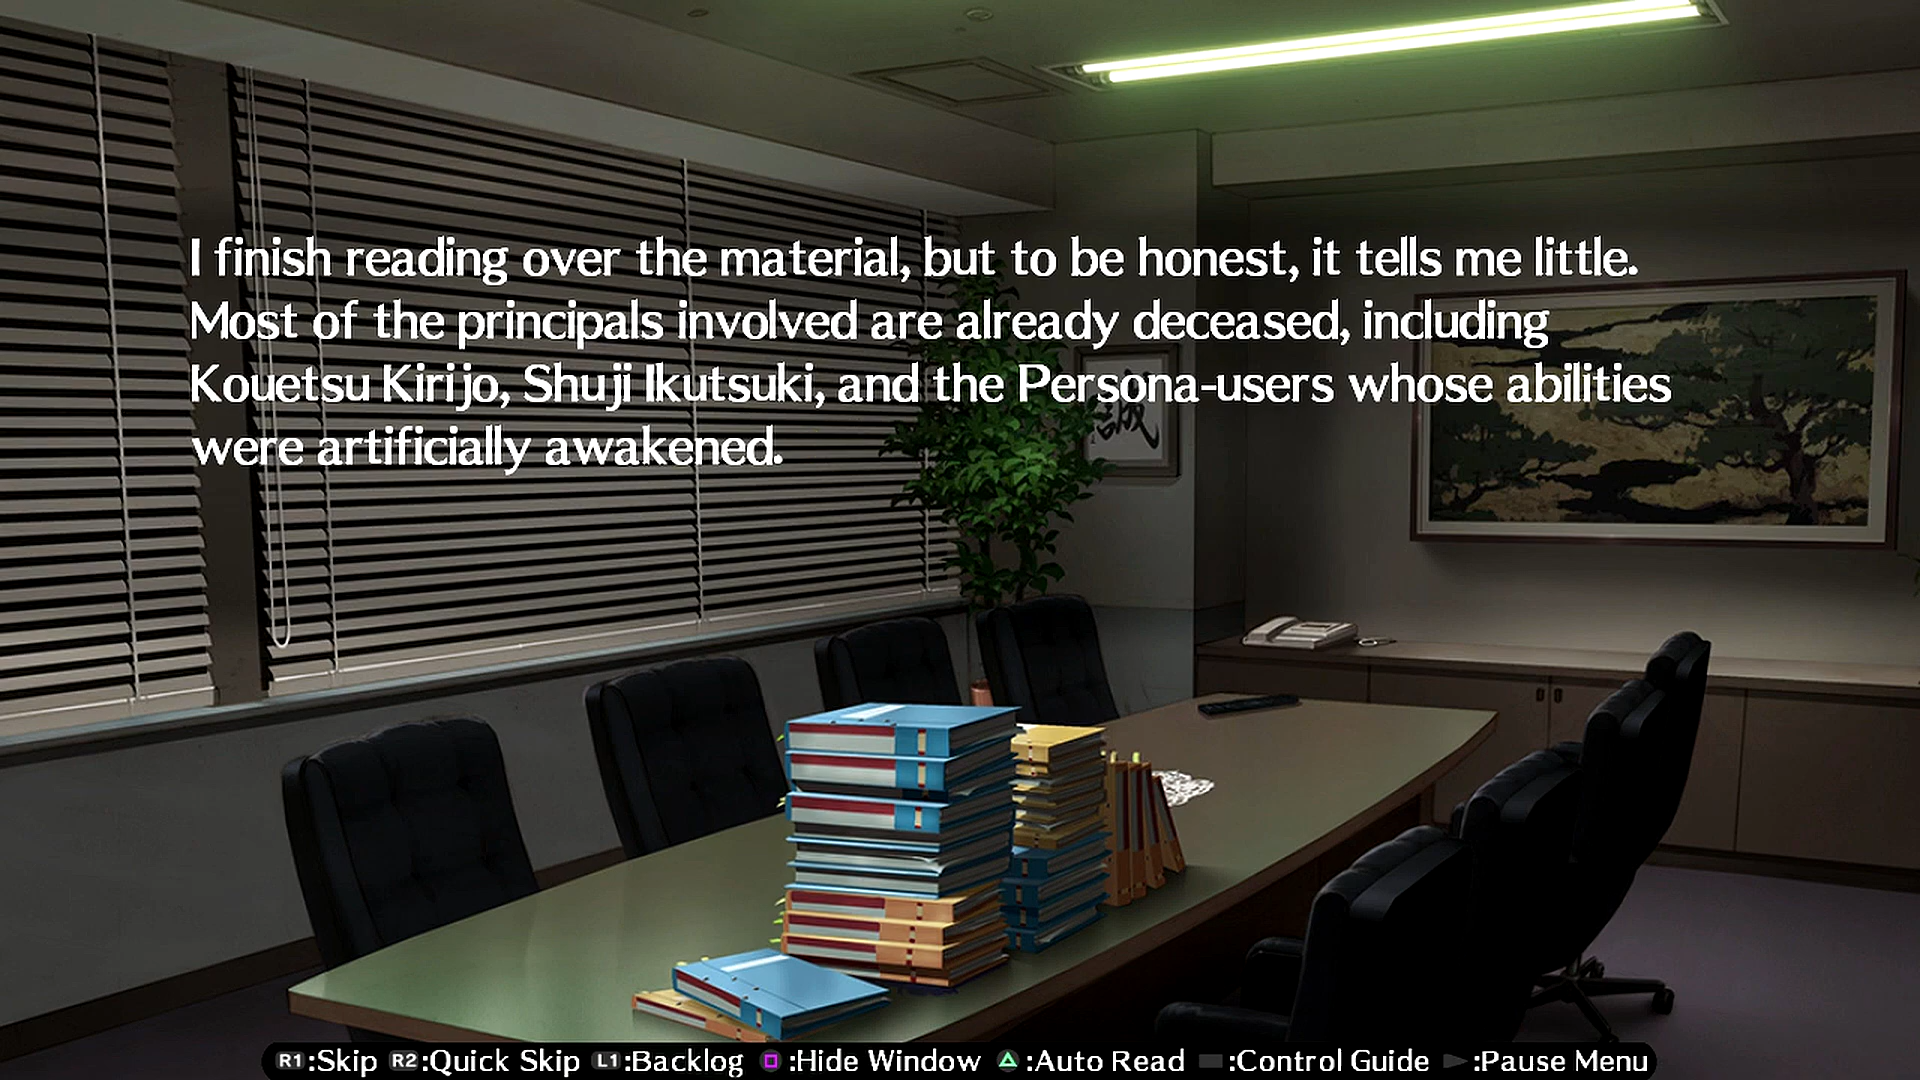 I finish reading over the material, but to be honest, it tells me little.
Most of the principals involved are already deceased, including
Kouetsu Kirijo, Shuji Ikutsuki, and the Persona-users whose abilities
were artificially awakened.
誠
R1:Skip R2:Quick Skip L1:Backlog :Hide Window :Auto Read :Control Guide :Pause Menu